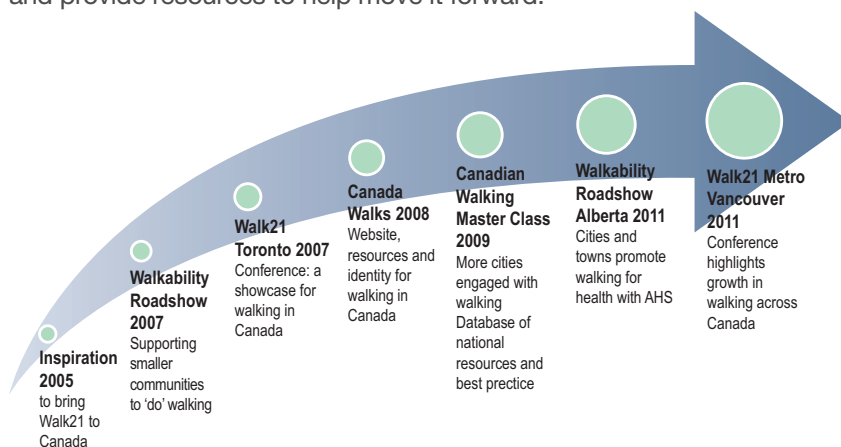 and provide resources to help move it forward.
Inspiration
2005
to bring
Walk21 to
Canada
Walkability
Roadshow
2007
Supporting
smaller
communities
to ‘do’ walking
Walk21
Toronto 2007
Conference: a
showcase for
walking in
Canada
Canada
Walks 2008
Website,
resources and
identity for
walking in
Canada
Canadian
Walking
Master Class
2009
More cities
engaged with
walking
Database of
national
resources and
best prectice
Walkability
Roadshow
Alberta 2011
Cities and
towns promote
walking for
health with AHS
Walk21 Metro
Vancouver
2011
Conference
highlights
growth in
walking across
Canada